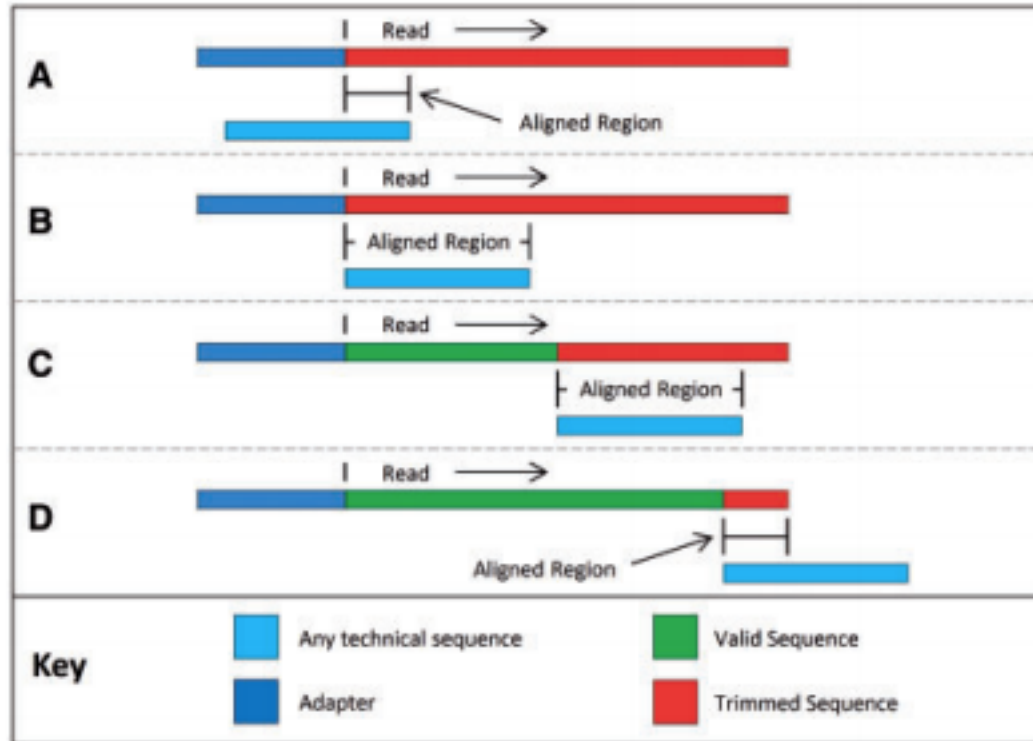 Read
A
Aligned Region
Read
B
Aligned Region
Read
C
Aligned Region
Read
D
Aligned Region
Key
Any technical sequence
Valid Sequence
Adapter
Trimmed Sequence